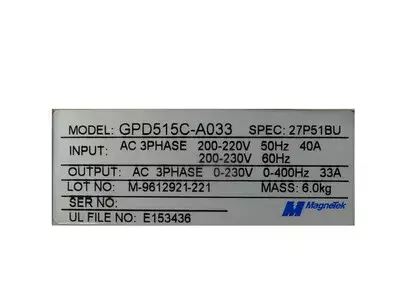 MODEL: GPD515C-A033 SPEC: 27P51BU
INPUT: AC 3PHASE 200-220V 50Hz 40A
200-230V 60Hz
OUTPUT: AC 3PHASE 0-230V 0-400Hz 33A
LOT NO: M-9612921-221 MASS: 6.0kg
SER NO:
UL FILE NO: E153436
MagneTek